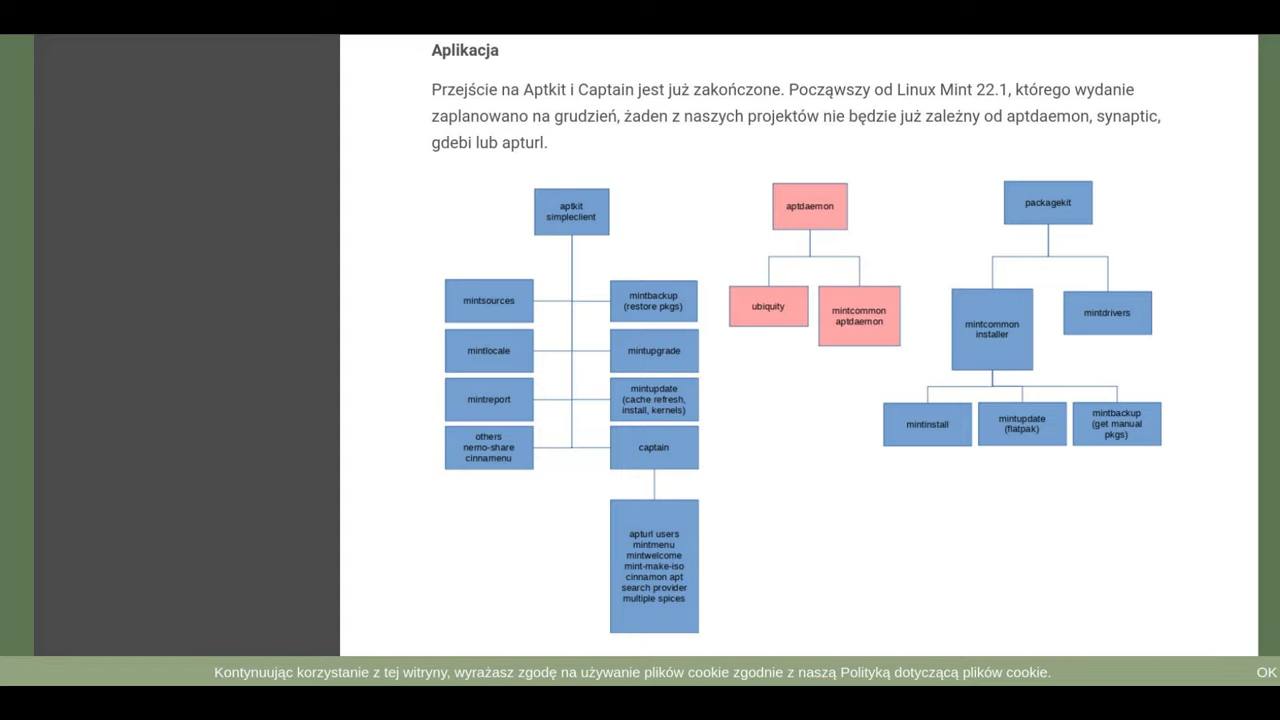 Aplikacja
Przejście na Aptkit i Captain jest już zakończone. Począwszy od Linux Mint 22.1, którego wydanie
zaplanowano na grudzień, żaden z naszych projektów nie będzie już zależny od aptdaemon, synaptic,
gdebi lub apturl.
aptkit
simpleclient
mintsources
mintbackup
(restore pkgs)
mintlocale
mintupgrade
mintreport
mintupdate
(cache refresh,
install, kernels)
others
nemo-share
cinnamenu
captain
apturl users
mintmenu
mintwelcome
mint-make-iso
cinnamon apt
search provider
multiple spices
aptdaemon
ubiquity
mintcommon
aptdaemon
packagekit
mintcommon
installer
mintdrivers
mintinstall
mintupdate
(flatpak)
mintbackup
(get manual
pkgs)
Kontynuując korzystanie z tej witryny, wyrażasz zgodę na używanie plików cookie zgodnie z naszą Polityką dotyczącą plików cookie.
OK